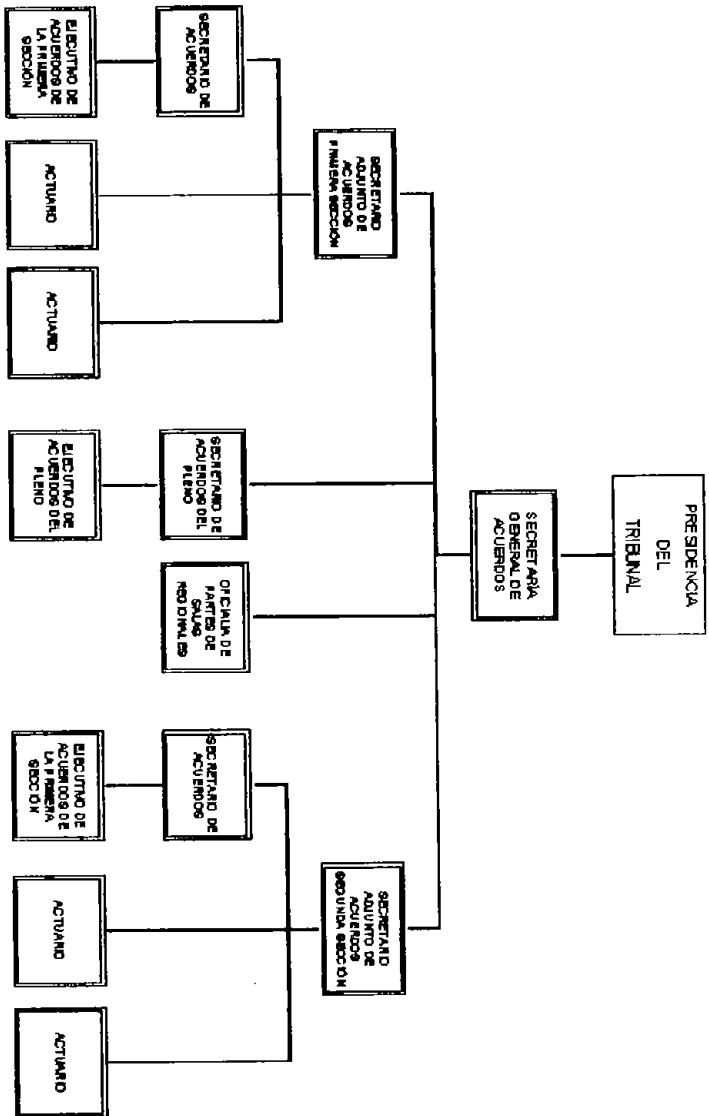 PRESIDENCIA
DEL
TRIBUNAL
SECRETARÍA
GENERAL DE
ACUERDOS
SECRETARIO
ADJUNTO DE
ACUERDOS
PRIMERA SECCIÓN
SECRETARIO
ADJUNTO DE
ACUERDOS
SEGUNDA SECCIÓN
SECRETARIO DE
ACUERDOS
SECRETARIO DE
ACUERDOS DEL
PLENO
OFICIALIA DE
PARTES DE
SALAS
REGIONALES
SECRETARIO DE
ACUERDOS
EJECUTIVO DE
ACUERDOS DE
LA PRIMERA
SECCIÓN
ACTUARIO
ACTUARIO
EJECUTIVO DE
ACUERDOS DEL
PLENO
EJECUTIVO DE
ACUERDOS DE
LA PRIMERA
SECCIÓN
ACTUARIO
ACTUARIO